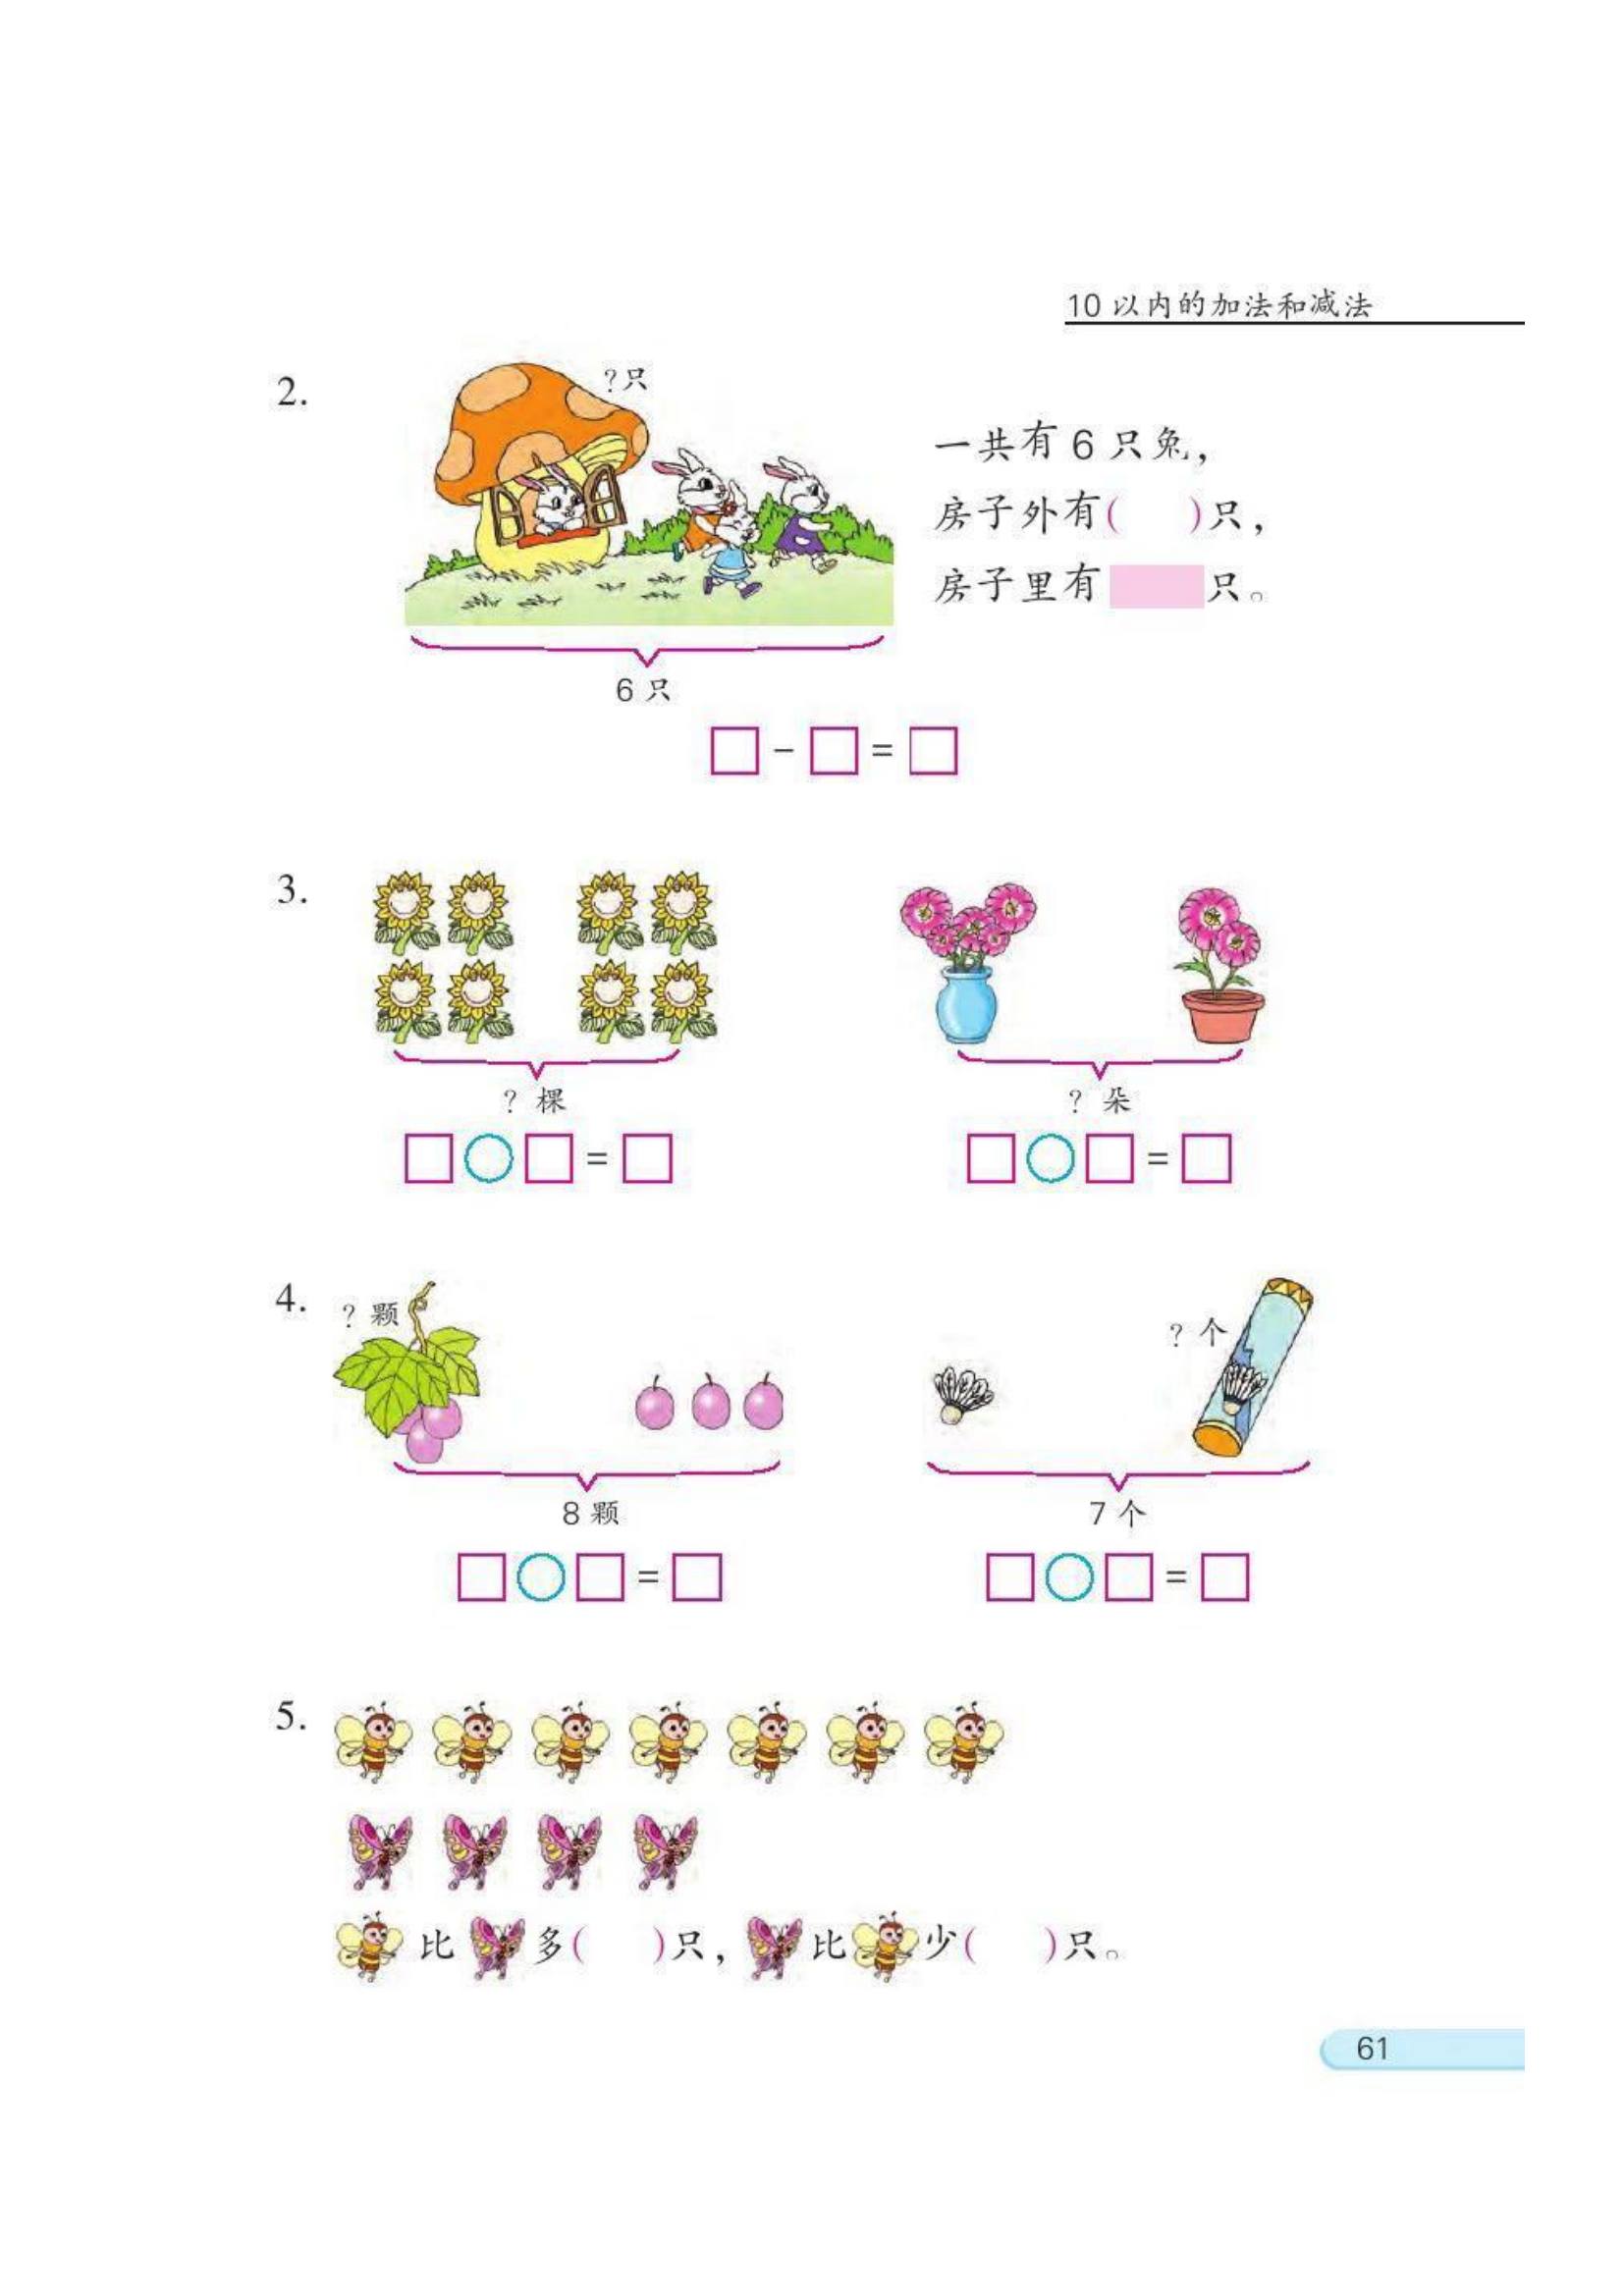 10 以内的加法和减法
2.
?只
一共有 6 只兔,
房子外有( )只,
房子里有 只。
6 只
- =
3.
? 棵
? 朵
=
=
4.
? 颗
? 个
8 颗
7 个
=
=
5.
比 多( )只, 比 少( )只。
61